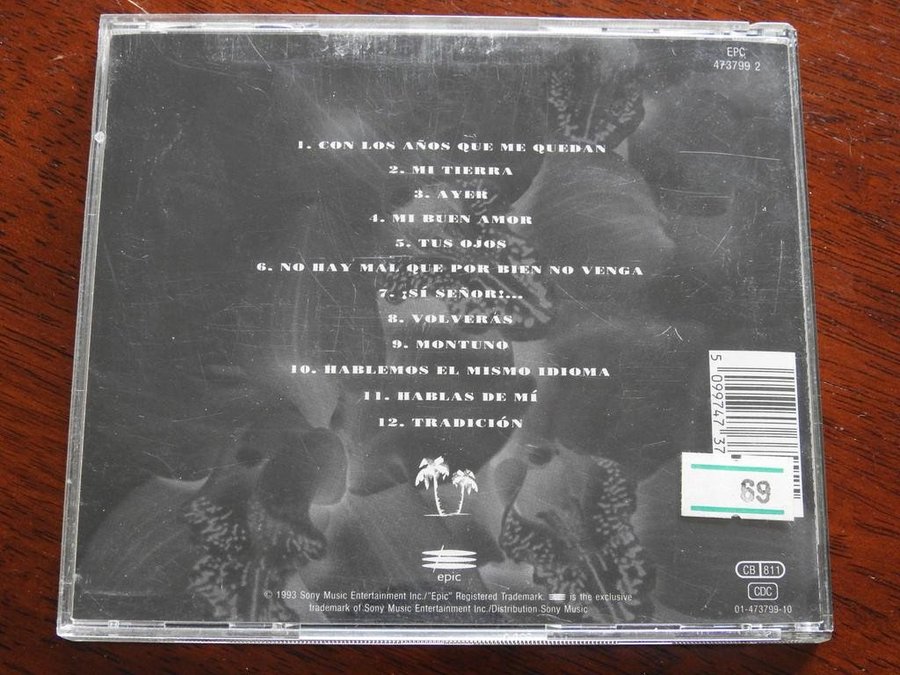 EPC
473799 2
1. CON LOS AÑOS QUE ME QUEDAN
2. MI TIERRA
3. AYER
4. MI BUEN AMOR
5. TUS OJOS
6. NO HAY MAL QUE POR BIEN NO VENGA
7. ¡SÍ SEÑOR!...
8. VOLVERÁS
9. MONTUNO
10. HABLEMOS EL MISMO IDIOMA
11. HABLAS DE MÍ
12. TRADICIÓN
5 099747 37
69
epic
CB 811
CDC
© 1993 Sony Music Entertainment Inc./"Epic" Registered Trademark. is the exclusive
trademark of Sony Music Entertainment Inc./Distribution Sony Music
01-473799-10